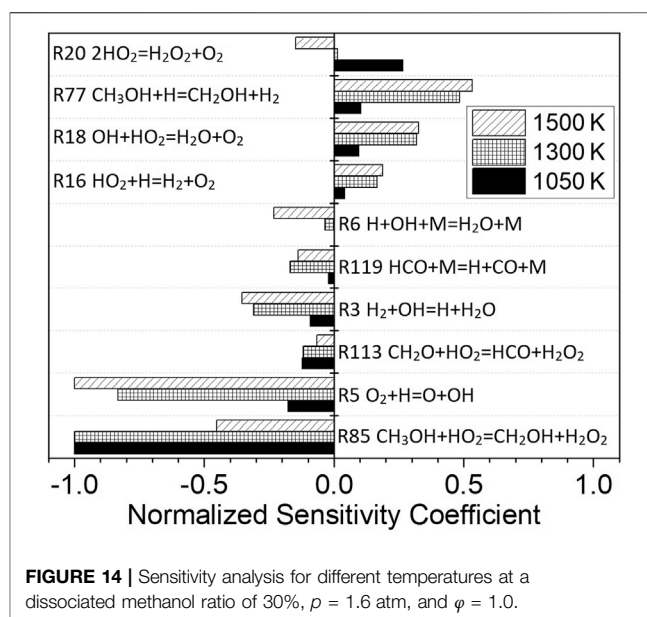 R20 2HO₂=H₂O₂+O₂
R77 CH₃OH+H=CH₂OH+H₂
R18 OH+HO₂=H₂O+O₂
R16 HO₂+H=H₂+O₂
1500 K
1300 K
1050 K
R6 H+OH+M=H₂O+M
R119 HCO+M=H+CO+M
R3 H₂+OH=H+H₂O
R113 CH₂O+HO₂=HCO+H₂O₂
R5 O₂+H=O+OH
R85 CH₃OH+HO₂=CH₂OH+H₂O₂
-1.0 -0.5 0.0 0.5 1.0
Normalized Sensitivity Coefficient
FIGURE 14 | Sensitivity analysis for different temperatures at a
dissociated methanol ratio of 30%, p = 1.6 atm, and φ = 1.0.